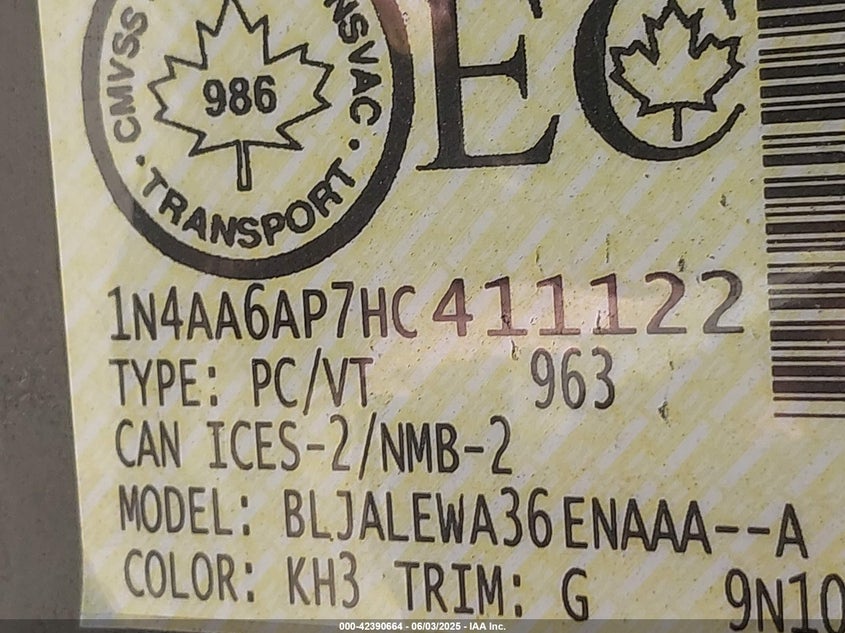 CMVSS NSVAC
986
· TRANSPORT ·
EC
1N4AA6AP7HC411122
TYPE: PC/VT 963
CAN ICES-2/NMB-2
MODEL: BLJALEWA36ENAAA--A
COLOR: KH3 TRIM: G 9N10
000-42390664 - 06/03/2025 - IAA Inc.